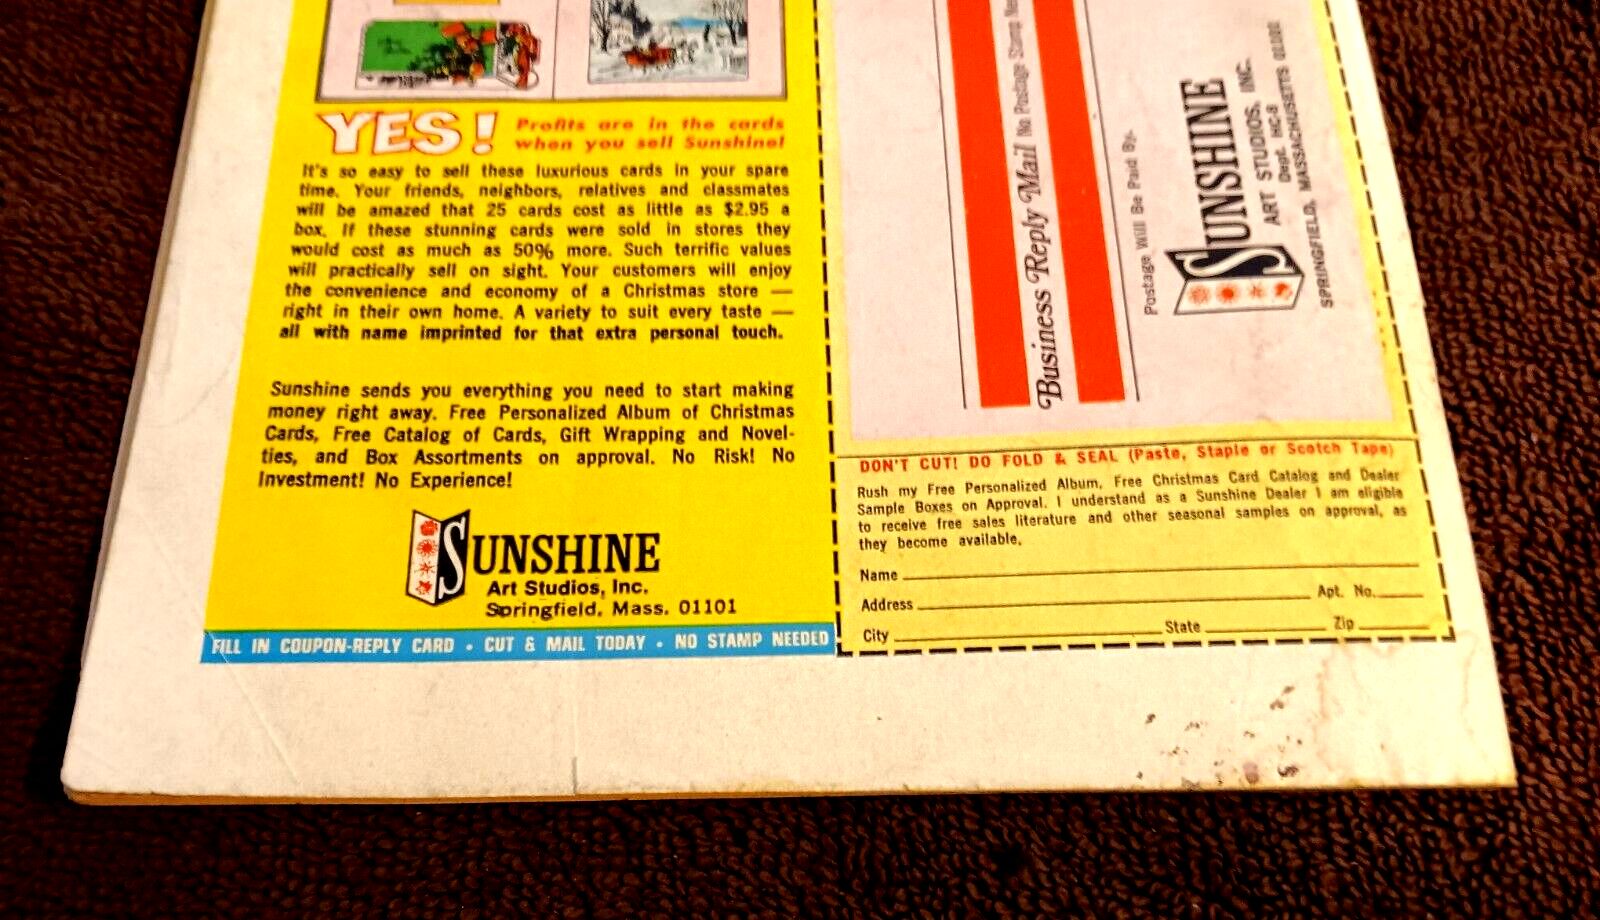 YES!
Profits are in the cards
when you sell Sunshine!
It's so easy to sell these luxurious cards in your spare
time. Your friends, neighbors, relatives and classmates
will be amazed that 25 cards cost as little as $2.95 a
box. If these stunning cards were sold in stores they
would cost as much as 50% more. Such terrific values
will practically sell on sight. Your customers will enjoy
the convenience and economy of a Christmas store —
right in their own home. A variety to suit every taste —
all with name imprinted for that extra personal touch.
Sunshine sends you everything you need to start making
money right away. Free Personalized Album of Christmas
Cards, Free Catalog of Cards, Gift Wrapping and Novel-
ties, and Box Assortments on approval. No Risk! No
Investment! No Experience!
SUNSHINE
Art Studios, Inc.
Springfield, Mass. 01101
FILL IN COUPON-REPLY CARD • CUT & MAIL TODAY • NO STAMP NEEDED
Business Reply Mail No Postage Stamp
Postage Will Be Paid By-
SUNSHINE
ART STUDIOS, INC.
Dept. HC-8
SPRINGFIELD, MASSACHUSETTS 01101
DON'T CUT! DO FOLD & SEAL (Paste, Staple or Scotch Tape)
Rush my Free Personalized Album, Free Christmas Card Catalog and Dealer
Sample Boxes on Approval. I understand as a Sunshine Dealer I am eligible
to receive free sales literature and other seasonal samples on approval, as
they become available.
Name
Address Apt. No.
City State Zip